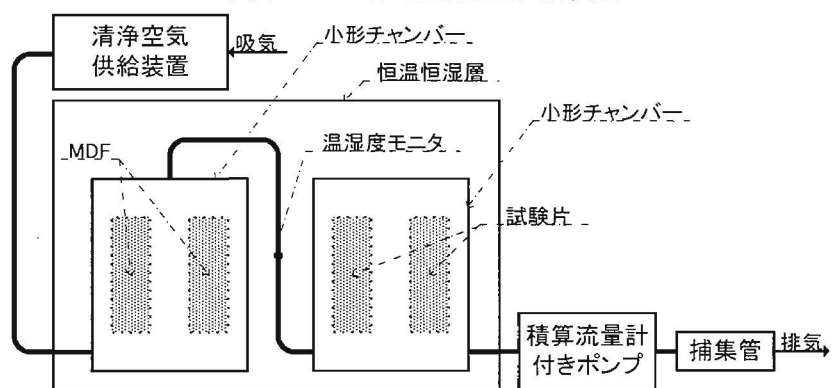 清浄空気
供給装置
吸気
小形チャンバー
恒温恒湿層
小形チャンバー
MDF
温湿度モニタ
試験片
積算流量計
付きポンプ
捕集管
排気